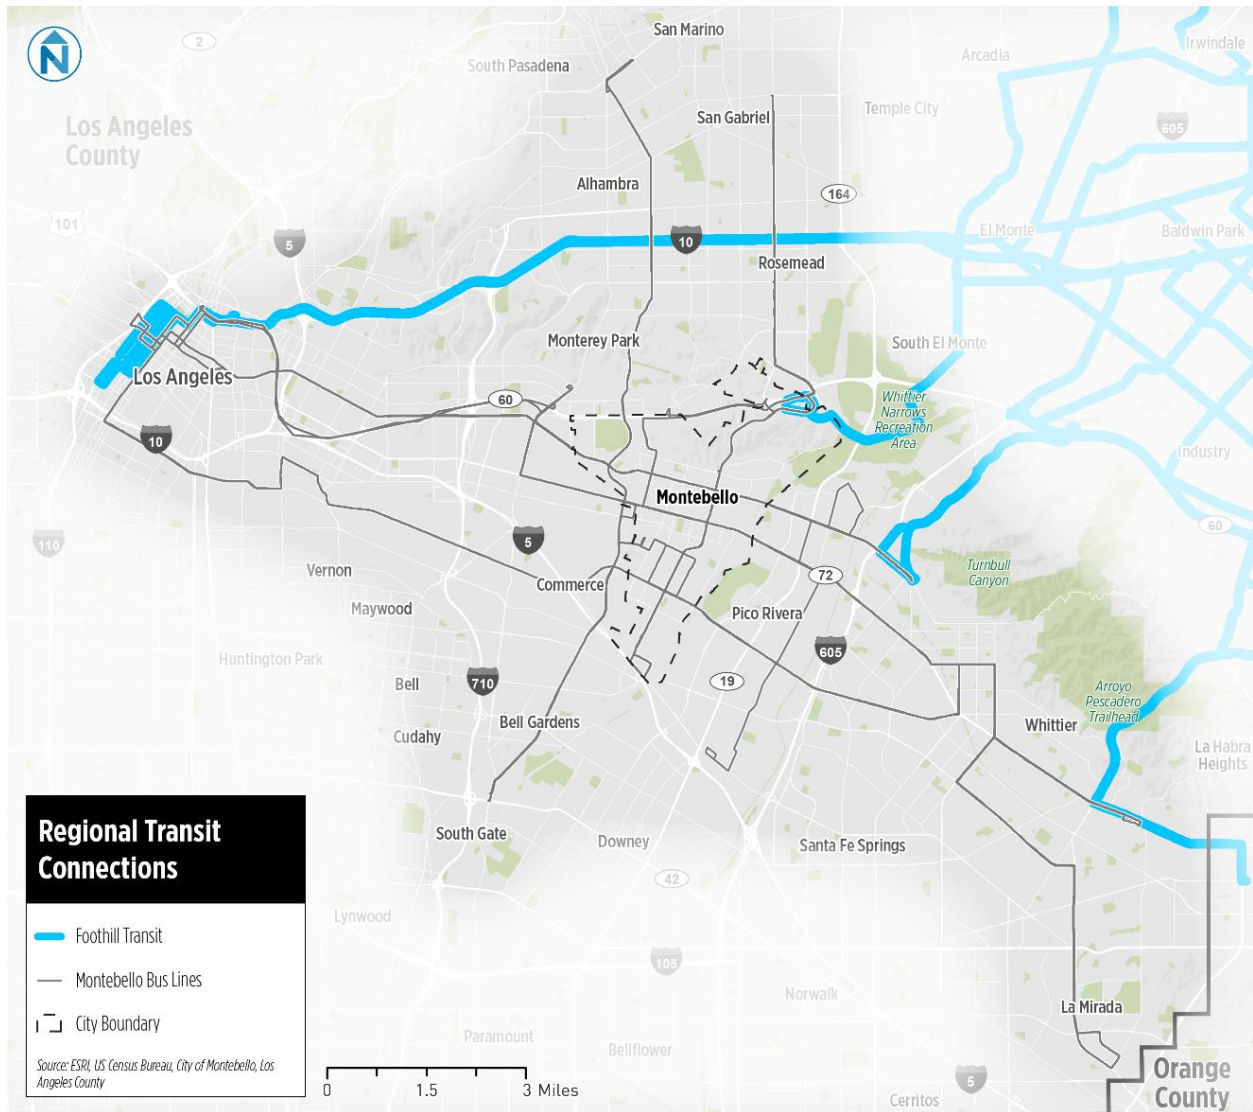 San Marino
N
2
South Pasadena
Arcadia
Irwindale
Los Angeles
County
San Gabriel
Temple City
605
Alhambra
164
101
5
10
El Monte
Baldwin Park
Rosemead
Monterey Park
South El Monte
Los Angeles
60
Whittier
Narrows
Recreation
Area
10
Industry
Montebello
60
110
5
Turnbull
Canyon
Vernon
Commerce
72
Maywood
Pico Rivera
Huntington Park
605
Bell
710
19
Arroyo
Pescadero
Trailhead
Bell Gardens
Whittier
Cudahy
La Habra
Heights
South Gate
Downey
Santa Fe Springs
42
Lynwood
105
Norwalk
La Mirada
Paramount
Bellflower
5
Orange
County
Cerritos
Regional Transit
Connections
Foothill Transit
Montebello Bus Lines
City Boundary
Source: ESRI, US Census Bureau, City of Montebello, Los
Angeles County
0 1.5 3 Miles